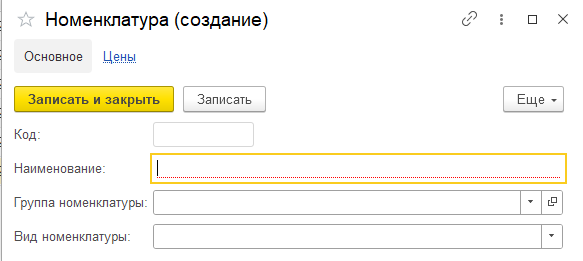 Номенклатура (создание)
Основное Цены
Записать и закрыть Записать Еще
Код:
Наименование:
Группа номенклатуры:
Вид номенклатуры: